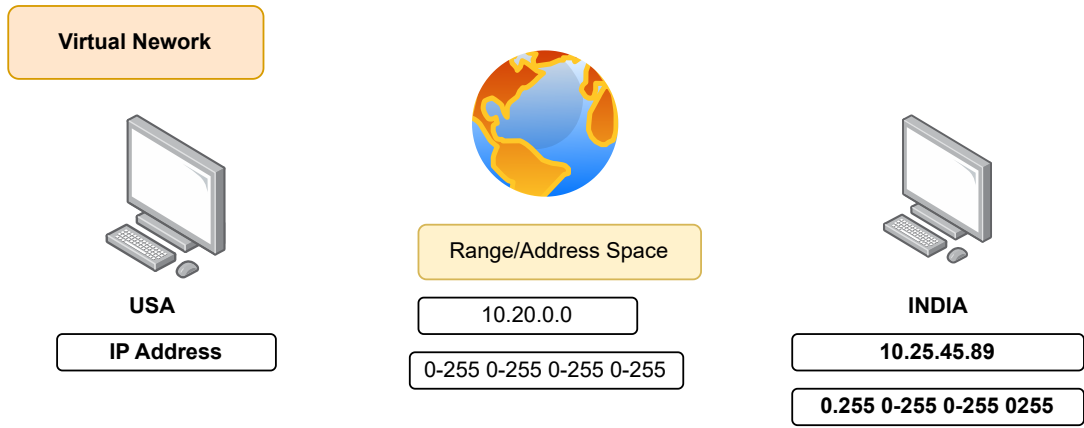 Virtual Nework
Range/Address Space
USA
10.20.0.0
INDIA
IP Address
0-255 0-255 0-255 0-255
10.25.45.89
0.255 0-255 0-255 0255